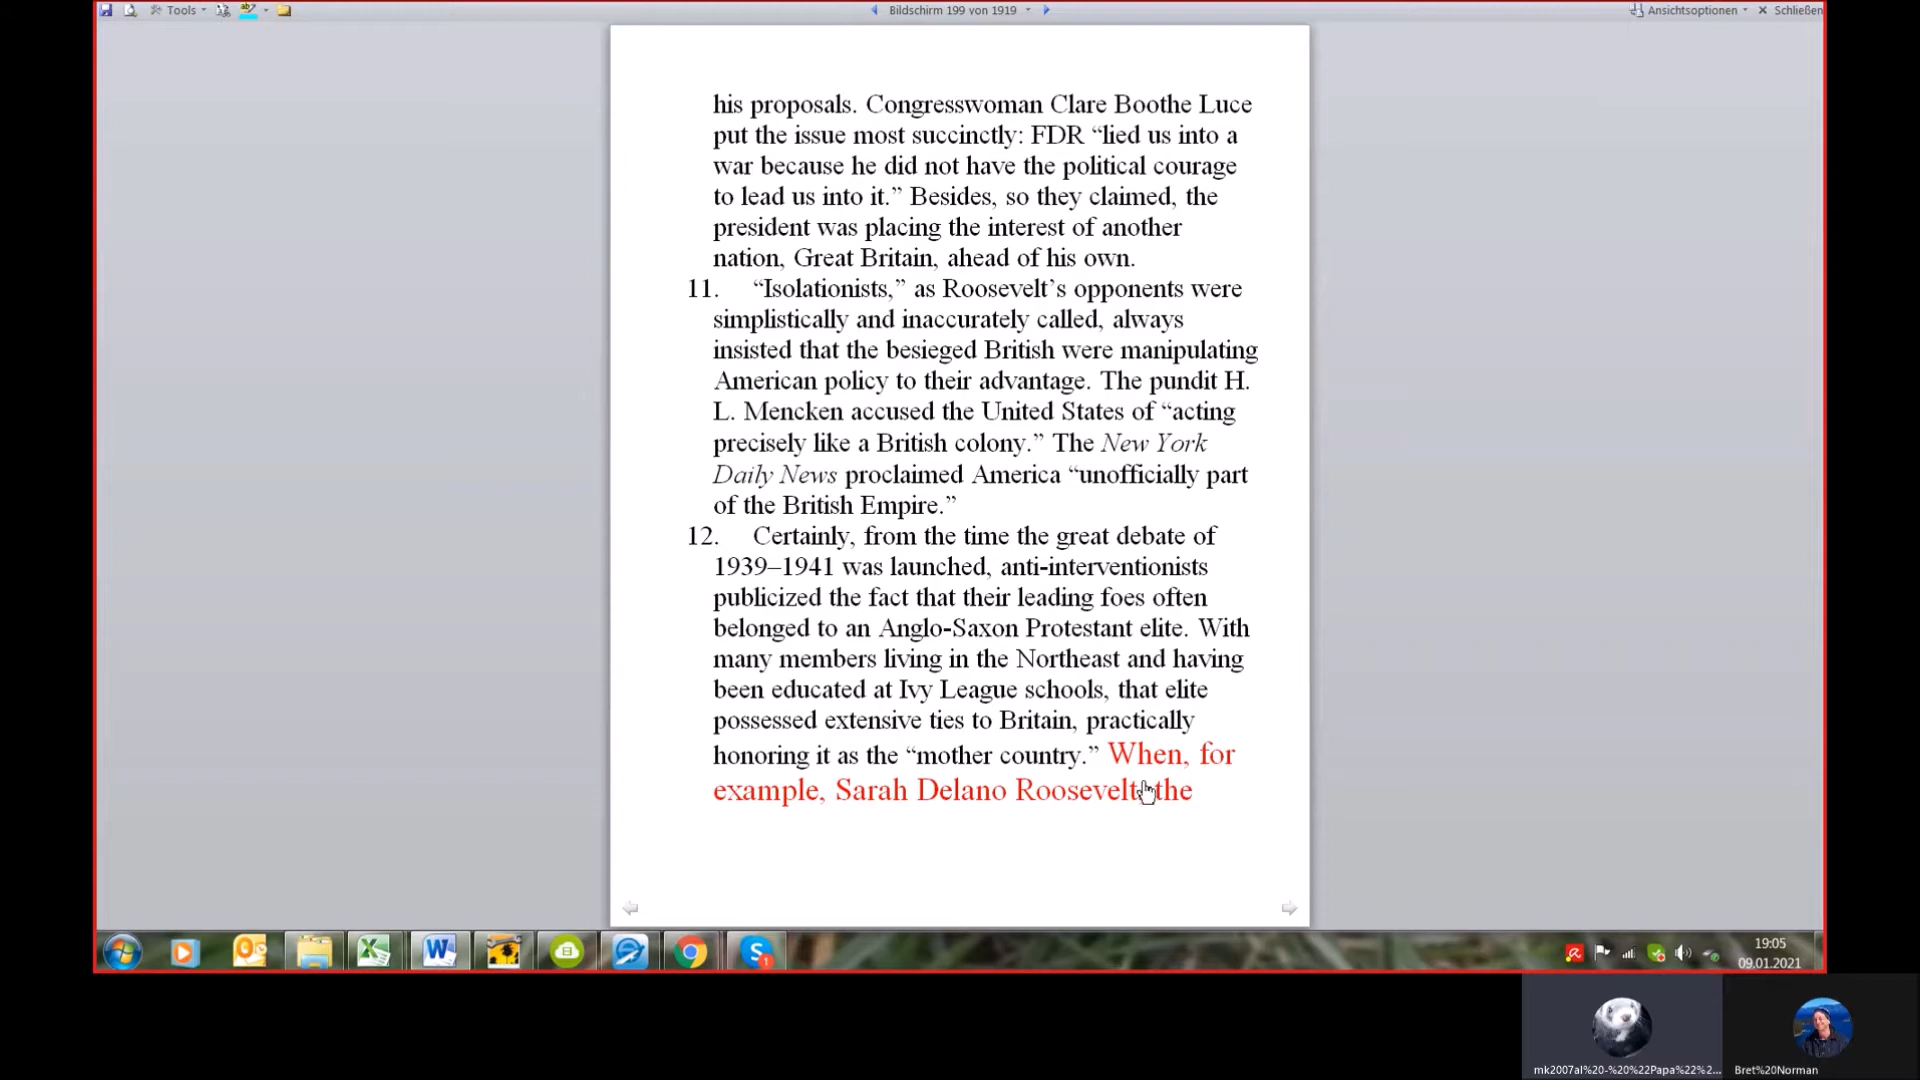 Tools
Bildschirm 199 von 1919
Ansichtsoptionen
Schließen
his proposals. Congresswoman Clare Boothe Luce
put the issue most succinctly: FDR “lied us into a
war because he did not have the political courage
to lead us into it.” Besides, so they claimed, the
president was placing the interest of another
nation, Great Britain, ahead of his own.
11. “Isolationists,” as Roosevelt’s opponents were
simplistically and inaccurately called, always
insisted that the besieged British were manipulating
American policy to their advantage. The pundit H.
L. Mencken accused the United States of “acting
precisely like a British colony.” The New York
Daily News proclaimed America “unofficially part
of the British Empire.”
12. Certainly, from the time the great debate of
1939–1941 was launched, anti-interventionists
publicized the fact that their leading foes often
belonged to an Anglo-Saxon Protestant elite. With
many members living in the Northeast and having
been educated at Ivy League schools, that elite
possessed extensive ties to Britain, practically
honoring it as the “mother country.” When, for
example, Sarah Delano Roosevelt, the
19:05
09.01.2021
mk2007al%20-%20%22Papa%22%2...
Bret%20Norman